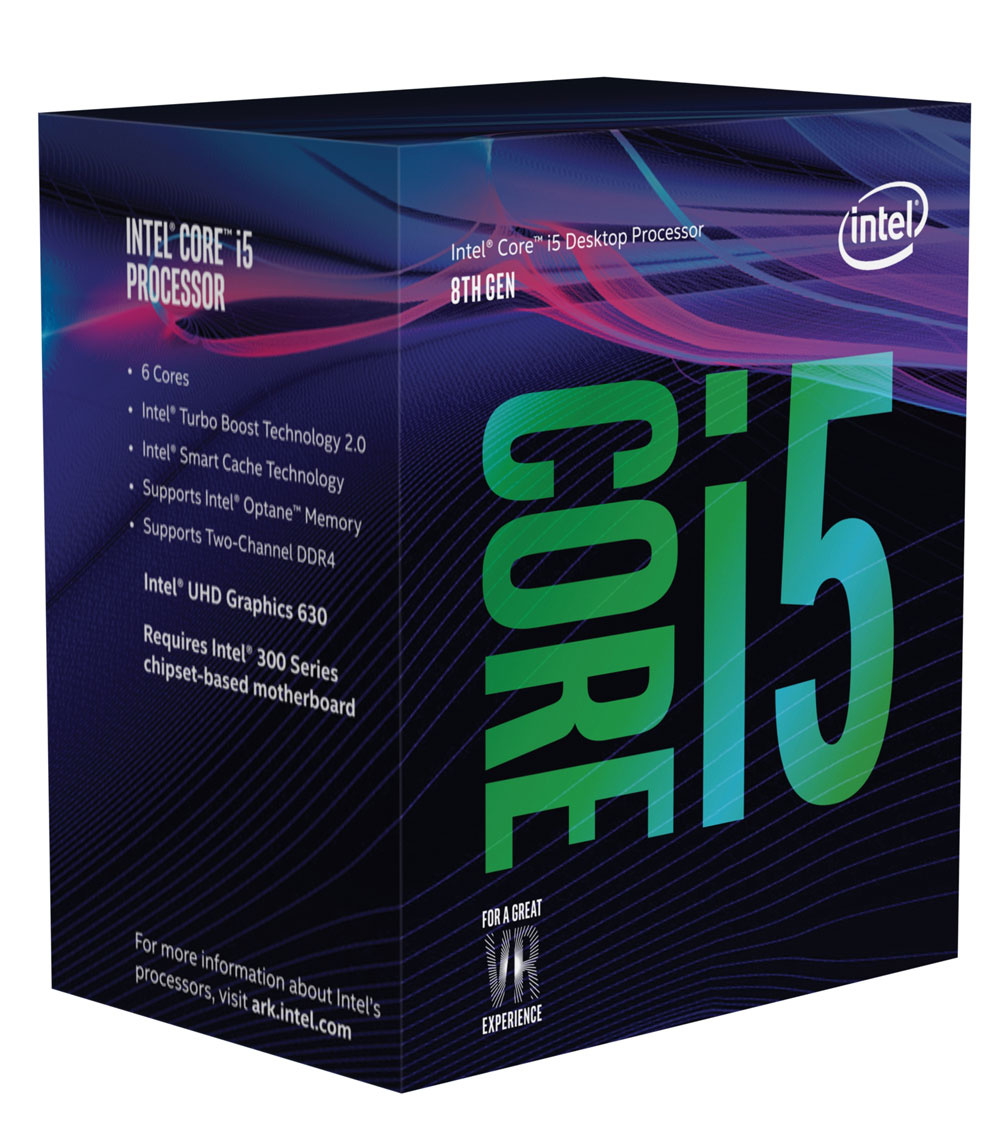 INTEL® CORE™ i5
PROCESSOR
• 6 Cores
• Intel® Turbo Boost Technology 2.0
• Intel® Smart Cache Technology
• Supports Intel® Optane™ Memory
• Supports Two-Channel DDR4
Intel® UHD Graphics 630
Requires Intel® 300 Series
chipset-based motherboard
For more information about Intel's
processors, visit ark.intel.com
Intel® Core™ i5 Desktop Processor
8TH GEN
intel®
CORE i5
FOR A GREAT
VR
EXPERIENCE